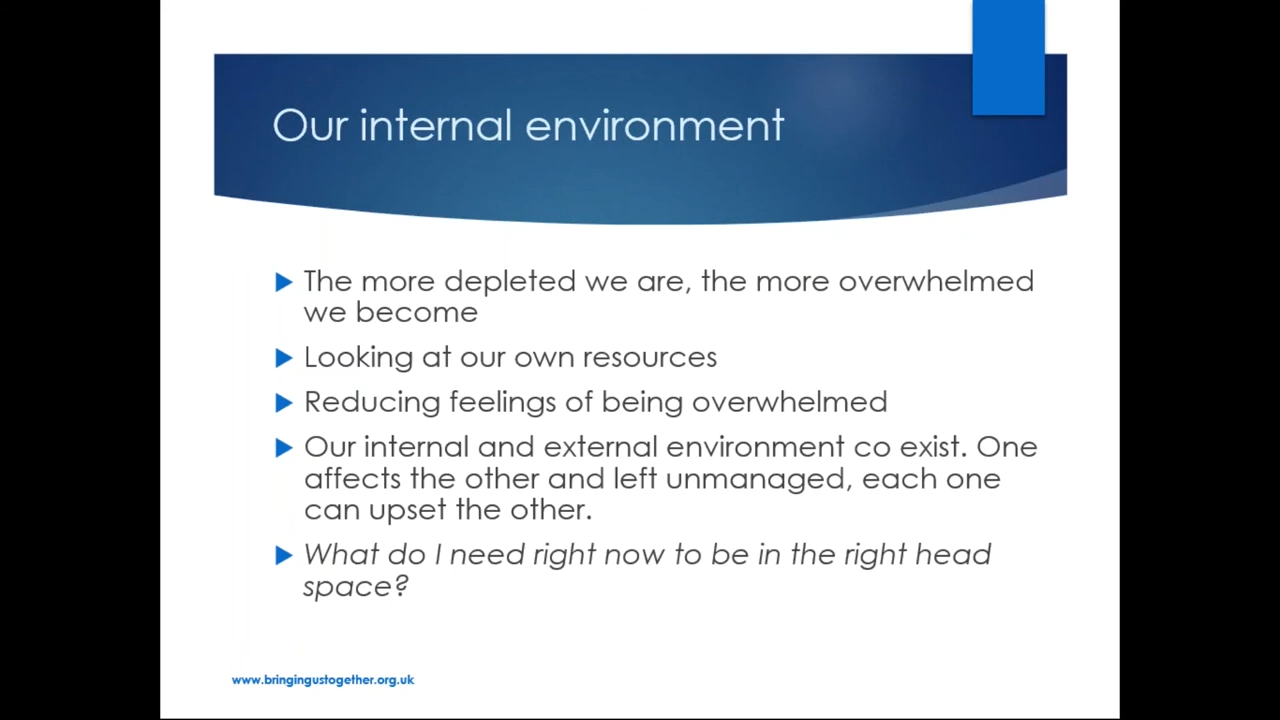 Our internal environment
The more depleted we are, the more overwhelmed
we become
Looking at our own resources
Reducing feelings of being overwhelmed
Our internal and external environment co exist. One
affects the other and left unmanaged, each one
can upset the other.
What do I need right now to be in the right head
space?
www.bringingustogether.org.uk